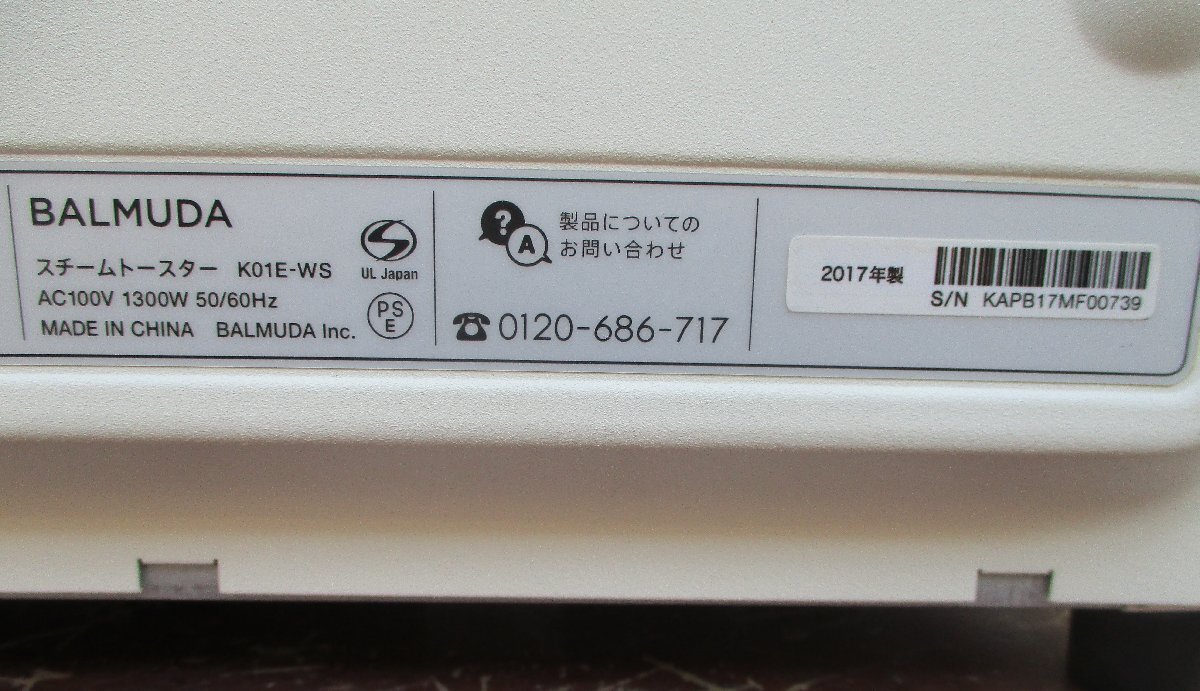 BALMUDA
スチームトースター K01E-WS
AC100V 1300W 50/60Hz
MADE IN CHINA BALMUDA Inc.
UL Japan
PS
E
?
A
製品についての
お問い合わせ
0120-686-717
2017年製
S/N KAPB17MF00739